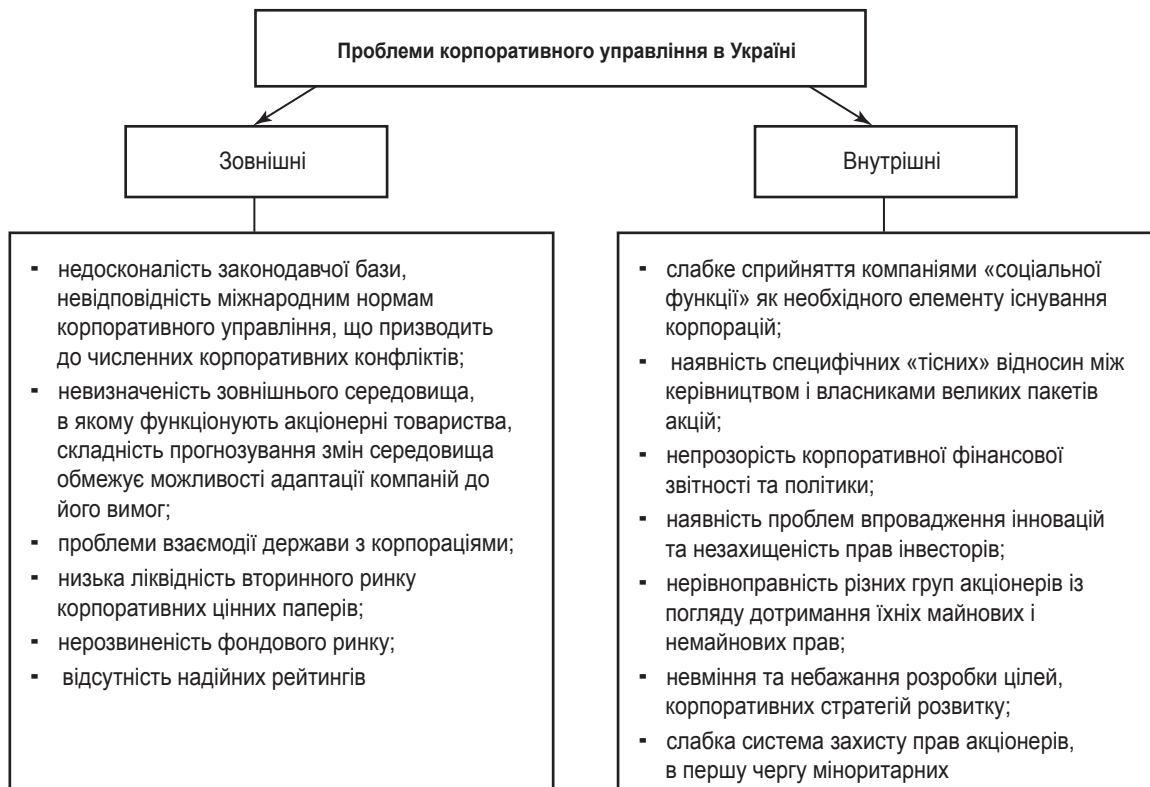 Проблеми корпоративного управління в Україні
Зовнішні
- недосконалість законодавчої бази,
невідповідність міжнародним нормам
корпоративного управління, що призводить
до численних корпоративних конфліктів;
- невизначеність зовнішнього середовища,
в якому функціонують акціонерні товариства,
складність прогнозування змін середовища
обмежує можливості адаптації компаній до
його вимог;
- проблеми взаємодії держави з корпораціями;
- низька ліквідність вторинного ринку
корпоративних цінних паперів;
- нерозвиненість фондового ринку;
- відсутність надійних рейтингів
Внутрішні
- слабке сприйняття компаніями «соціальної
функції» як необхідного елементу існування
корпорацій;
- наявність специфічних «тісних» відносин між
керівництвом і власниками великих пакетів
акцій;
- непрозорість корпоративної фінансової
звітності та політики;
- наявність проблем впровадження інновацій
та незахищеність прав інвесторів;
- нерівноправність різних груп акціонерів із
погляду дотримання їхніх майнових і
немайнових прав;
- невміння та небажання розробки цілей,
корпоративних стратегій розвитку;
- слабка система захисту прав акціонерів,
в першу чергу міноритарних